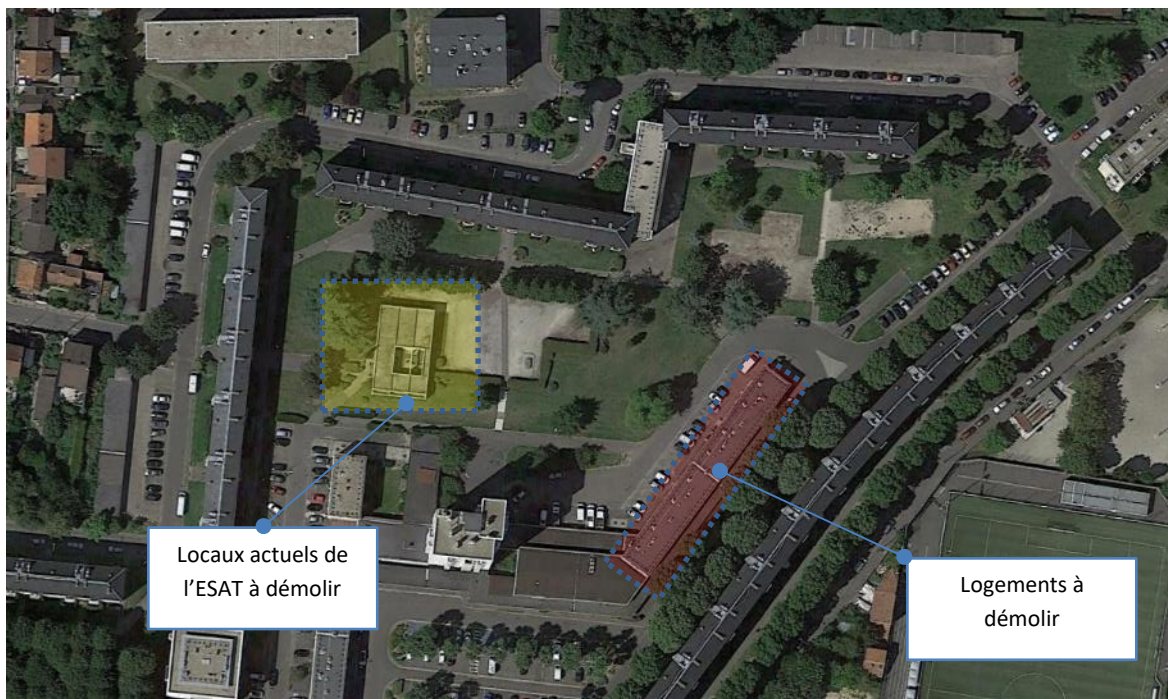 Locaux actuels de
l’ESAT à démolir
Logements à
démolir